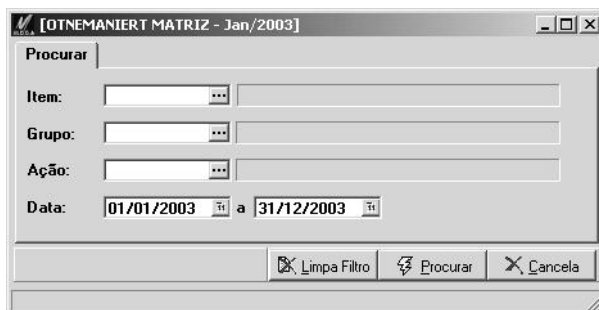 [OTNEMANIERT MATRIZ - Jan/2003]
Procurar
Item:
Grupo:
Ação:
Data: 01/01/2003 a 31/12/2003
Limpa Filtro Procurar Cancela